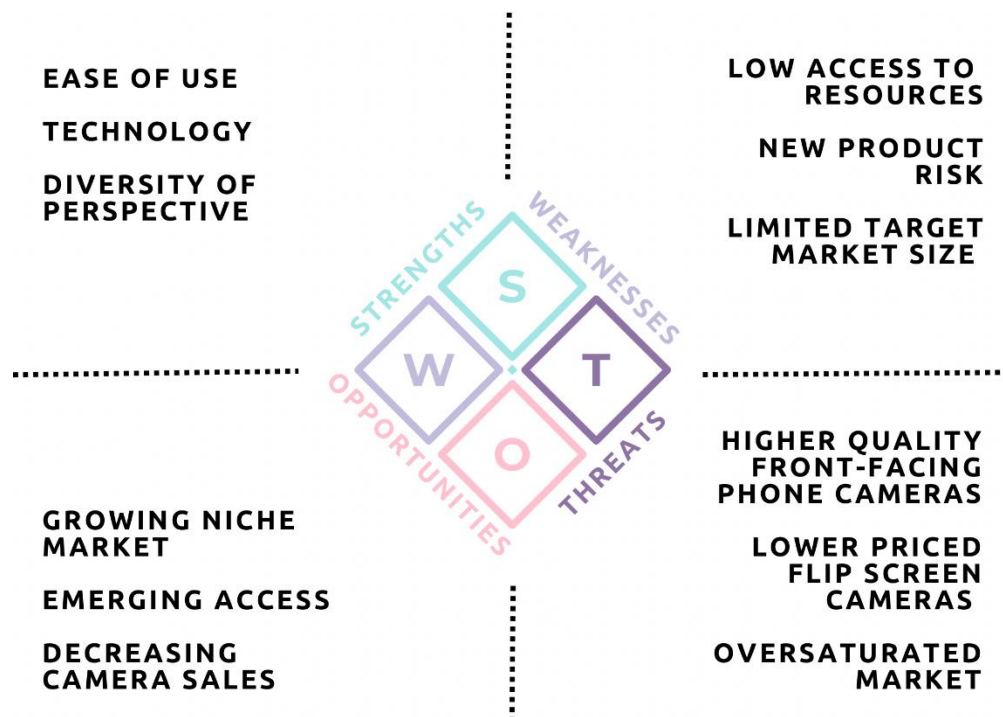 EASE OF USE
TECHNOLOGY
DIVERSITY OF
PERSPECTIVE
LOW ACCESS TO
RESOURCES
NEW PRODUCT
RISK
LIMITED TARGET
MARKET SIZE
STRENGTHS
WEAKNESSES
S
W
T
O
OPPORTUNITIES
THREATS
GROWING NICHE
MARKET
EMERGING ACCESS
DECREASING
CAMERA SALES
HIGHER QUALITY
FRONT-FACING
PHONE CAMERAS
LOWER PRICED
FLIP SCREEN
CAMERAS
OVERSATURATED
MARKET